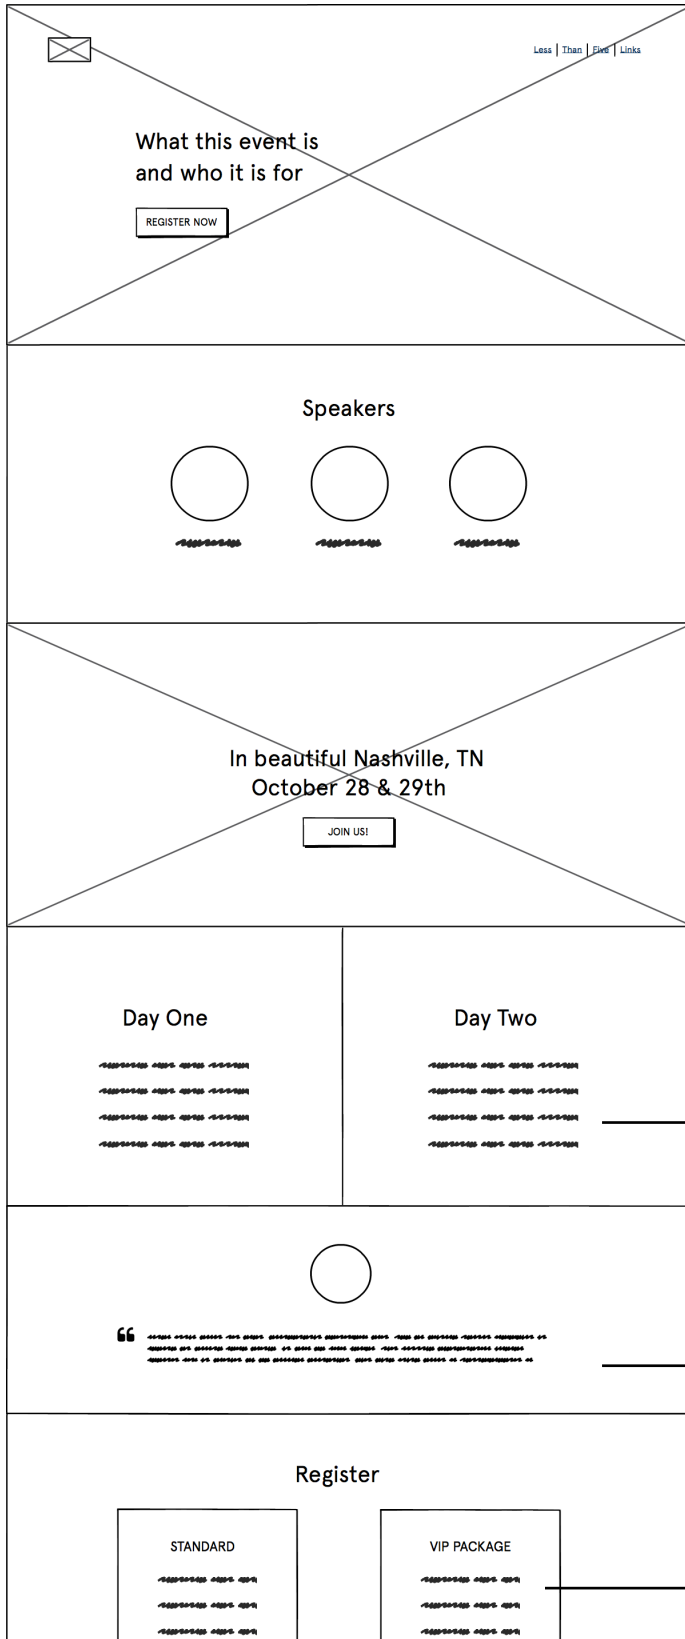 Less | Than | Five | Links
What this event is
and who it is for
REGISTER NOW
Speakers
In beautiful Nashville, TN
October 28 & 29th
JOIN US!
Day One
Day Two
“
Register
STANDARD
VIP PACKAGE